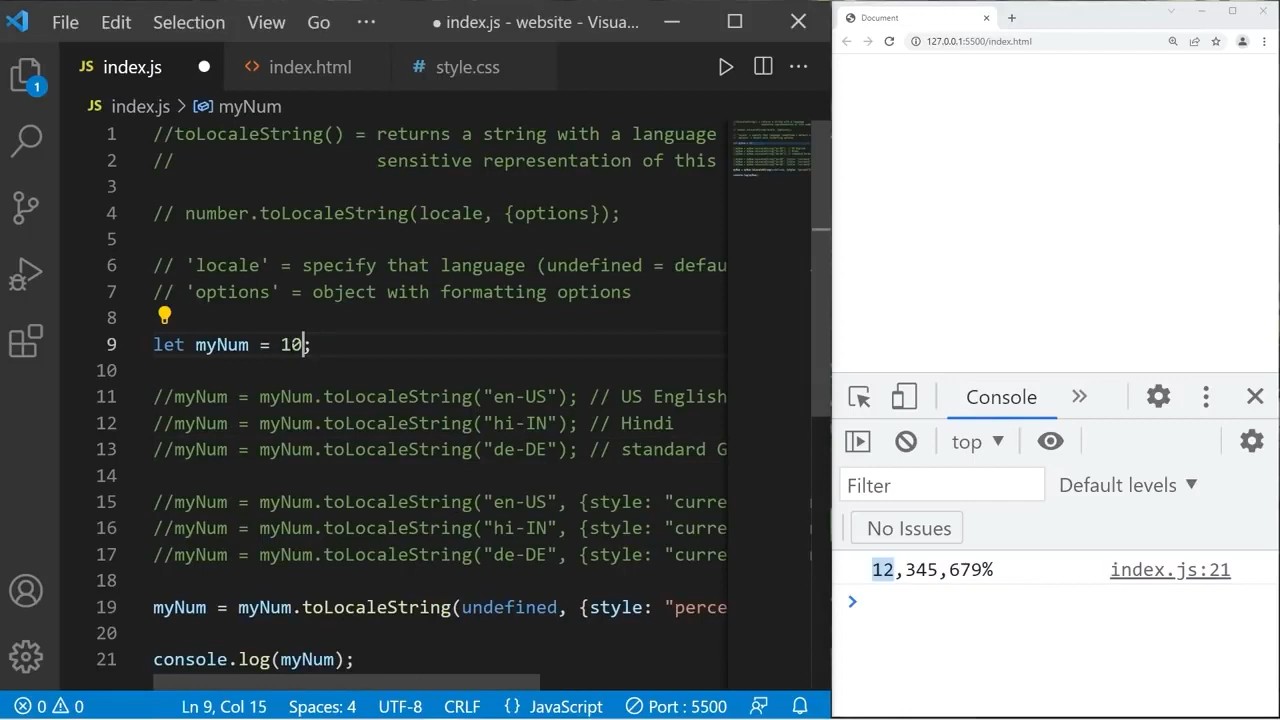 File Edit Selection View Go ··· ● index.js - website - Visua...
JS index.js ● <> index.html # style.css
JS index.js > myNum
1 //toLocaleString() = returns a string with a language
2 // sensitive representation of this
3
4 // number.toLocaleString(locale, {options});
5
6 // 'locale' = specify that language (undefined = defau
7 // 'options' = object with formatting options
8
9 let myNum = 10;
10
11 //myNum = myNum.toLocaleString("en-US"); // US English
12 //myNum = myNum.toLocaleString("hi-IN"); // Hindi
13 //myNum = myNum.toLocaleString("de-DE"); // standard G
14
15 //myNum = myNum.toLocaleString("en-US", {style: "curre
16 //myNum = myNum.toLocaleString("hi-IN", {style: "curre
17 //myNum = myNum.toLocaleString("de-DE", {style: "curre
18
19 myNum = myNum.toLocaleString(undefined, {style: "perce
20
21 console.log(myNum);
1
0 0 Ln 9, Col 15 Spaces: 4 UTF-8 CRLF {} JavaScript Port : 5500
Document
127.0.0.1:5500/index.html
Console »
top ▼
Filter Default levels ▼
No Issues
12,345,679% index.js:21
>